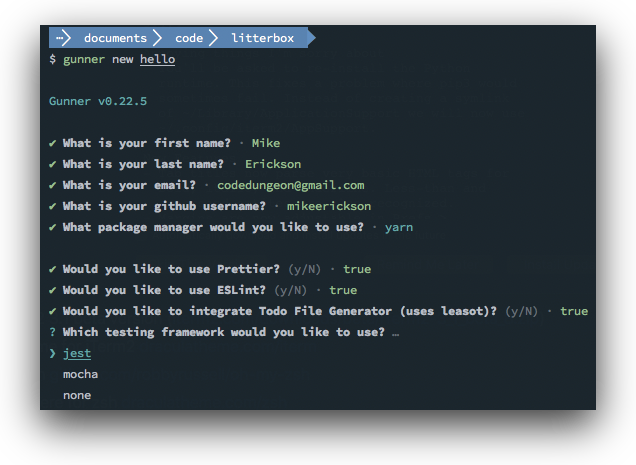 ⋯ documents code litterbox
$ gunner new hello
Gunner v0.22.5
✔ What is your first name? · Mike
✔ What is your last name? · Erickson
✔ What is your email? · codedungeon@gmail.com
✔ What is your github username? · mikeerickson
✔ What package manager would you like to use? · yarn
✔ Would you like to use Prettier? (y/N) · true
✔ Would you like to use ESLint? (y/N) · true
✔ Would you like to integrate Todo File Generator (uses leasot)? (y/N) · true
? Which testing framework would you like to use? …
❯ jest
mocha
none